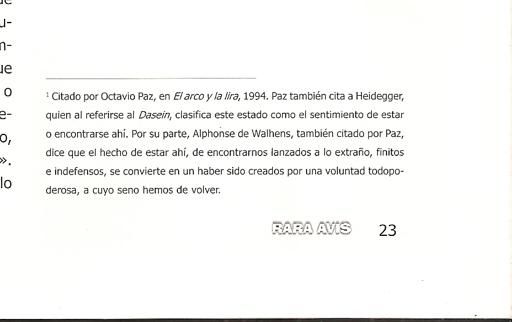 u-
n-
ue
o
e-
o,
».
lo
¹ Citado por Octavio Paz, en El arco y la lira, 1994. Paz también cita a Heidegger,
quien al referirse al Dasein, clasifica este estado como el sentimiento de estar
o encontrarse ahí. Por su parte, Alphonse de Walhens, también citado por Paz,
dice que el hecho de estar ahí, de encontrarnos lanzados a lo extraño, finitos
e indefensos, se convierte en un haber sido creados por una voluntad todopo-
derosa, a cuyo seno hemos de volver.
RARA AVIS 23